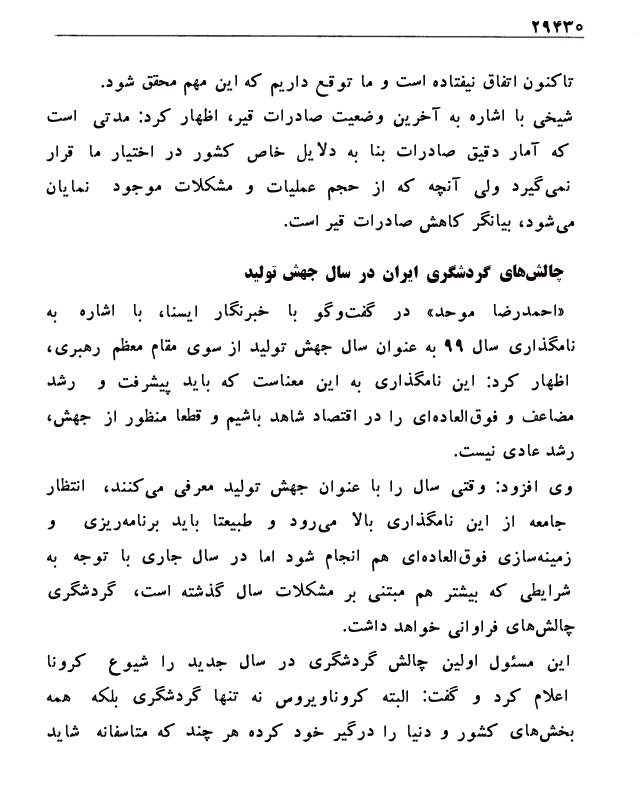 ۲۹۴۳۰
تاکنون اتفاق نیفتاده است و ما توقع داریم که این مهم محقق شود.
شیخی با اشاره به آخرین وضعیت صادرات قیر، اظهار کرد: مدتی است
که آمار دقیق صادرات بنا به دلایل خاص کشور در اختیار ما قرار
نمی‌گیرد ولی آنچه که از حجم عملیات و مشکلات موجود نمایان
می‌شود، بیانگر کاهش صادرات قیر است.
چالش‌های گردشگری ایران در سال جهش تولید
«احمدرضا موحد» در گفت‌وگو با خبرنگار ایسنا، با اشاره به
نامگذاری سال ۹۹ به عنوان سال جهش تولید از سوی مقام معظم رهبری،
اظهار کرد: این نامگذاری به این معناست که باید پیشرفت و رشد
مضاعف و فوق‌العاده‌ای را در اقتصاد شاهد باشیم و قطعا منظور از جهش،
رشد عادی نیست.
وی افزود: وقتی سال را با عنوان جهش تولید معرفی می‌کنند، انتظار
جامعه از این نامگذاری بالا می‌رود و طبیعتا باید برنامه‌ریزی و
زمینه‌سازی فوق‌العاده‌ای هم انجام شود اما در سال جاری با توجه به
شرایطی که بیشتر هم مبتنی بر مشکلات سال گذشته است، گردشگری
چالش‌های فراوانی خواهد داشت.
این مسئول اولین چالش گردشگری در سال جدید را شیوع کرونا
اعلام کرد و گفت: البته کروناویروس نه تنها گردشگری بلکه همه
بخش‌های کشور و دنیا را درگیر خود کرده هر چند که متاسفانه شاید